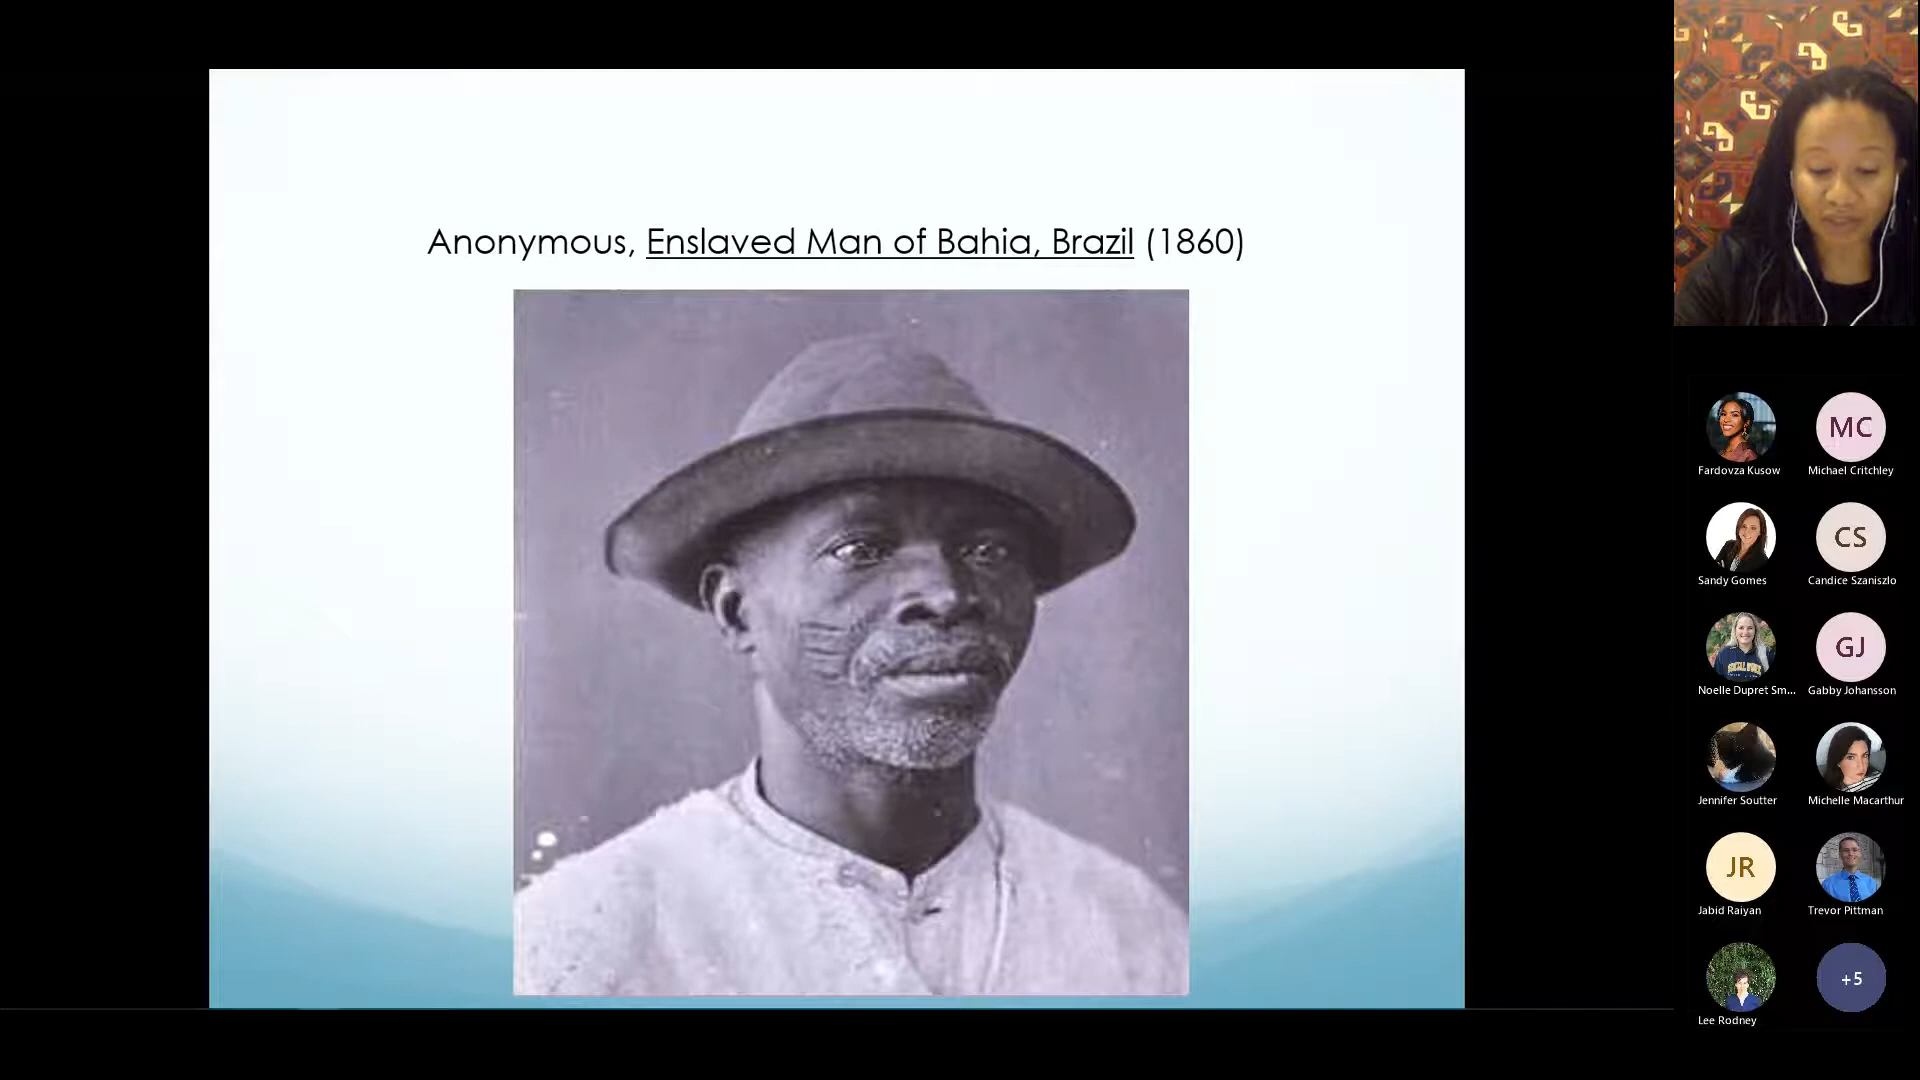 Anonymous, Enslaved Man of Bahia, Brazil (1860)
Fardovza Kusow
MC
Michael Critchley
Sandy Gomes
CS
Candice Szaniszlo
Noelle Dupret Sm...
GJ
Gabby Johansson
Jennifer Soutter
Michelle Macarthur
JR
Jabid Raiyan
Trevor Pittman
Lee Rodney
+5